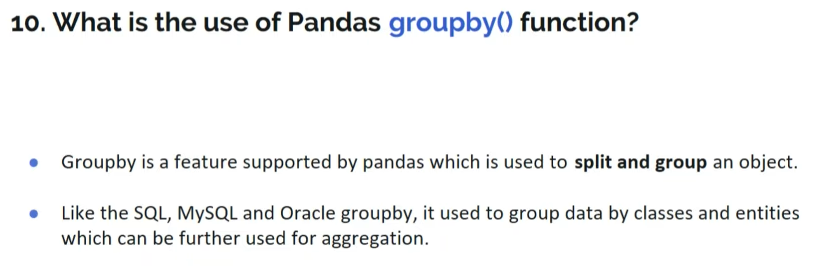 10. What is the use of Pandas groupby() function?
Groupby is a feature supported by pandas which is used to split and group an object.
Like the SQL, MySQL and Oracle groupby, it used to group data by classes and entities
which can be further used for aggregation.